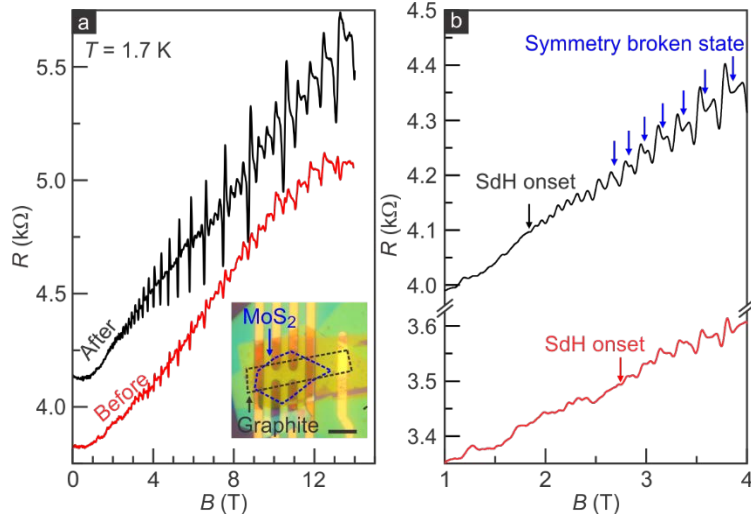 a
T = 1.7 K
5.5
5.0
4.5
4.0
R (kΩ)
After
Before
MoS2
Graphite
0
4
8
12
B (T)
b
Symmetry broken state
SdH onset
SdH onset
4.5
4.4
4.3
4.2
4.1
4.0
3.6
3.5
3.4
R (kΩ)
1
2
3
4
B (T)